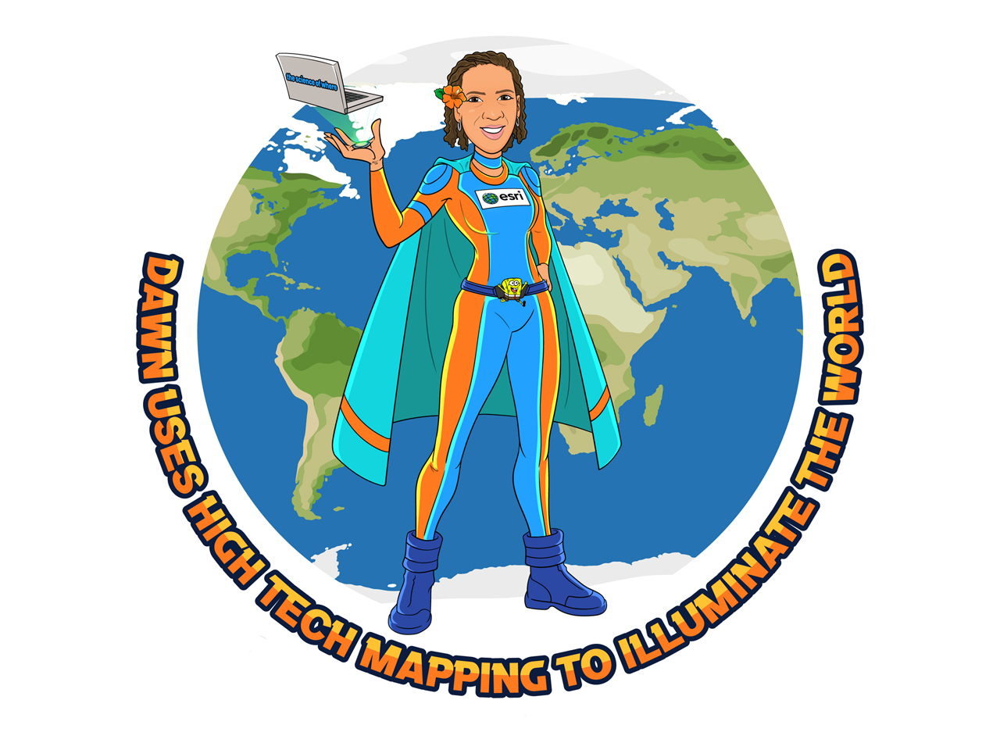 the science of where
esri
DAWN USES HIGH TECH MAPPING TO ILLUMINATE THE WORLD